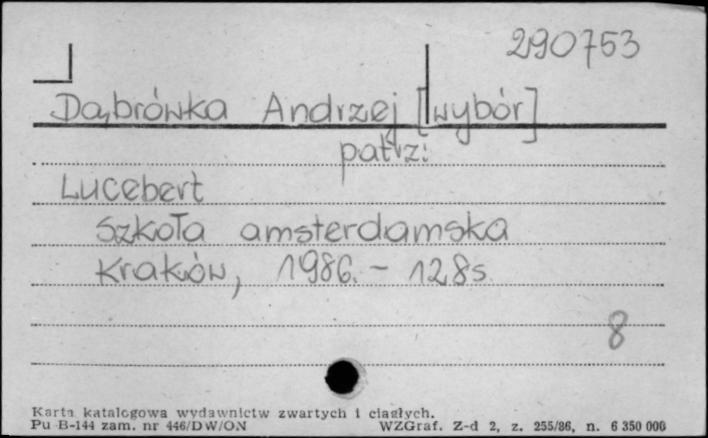 290753
Dąbrówka Andrzej [wybór]
patrz:
Lucebert
Szkoła amsterdamska
Kraków, 1986. - 128s
8
Karta katalogowa wydawnictw zwartych i ciągłych.
Pu B-144 zam. nr 446/DW/ON WZGraf. Z-d 2, z. 255/86, n. 6 350 000